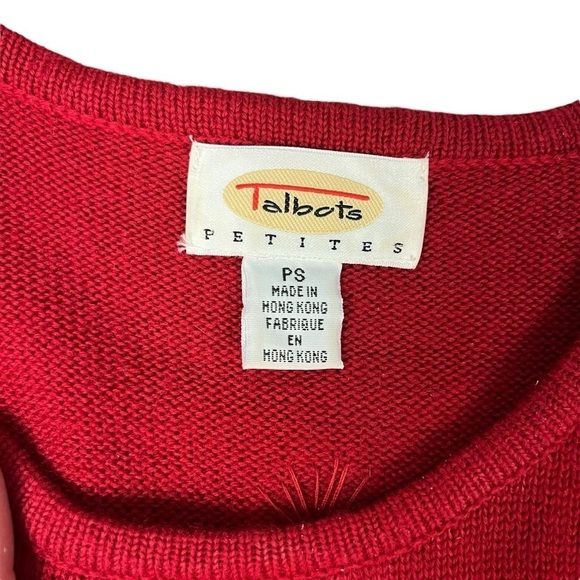 Talbots
PETITES
PS
MADE IN
HONG KONG
FABRIQUE
EN
HONG KONG